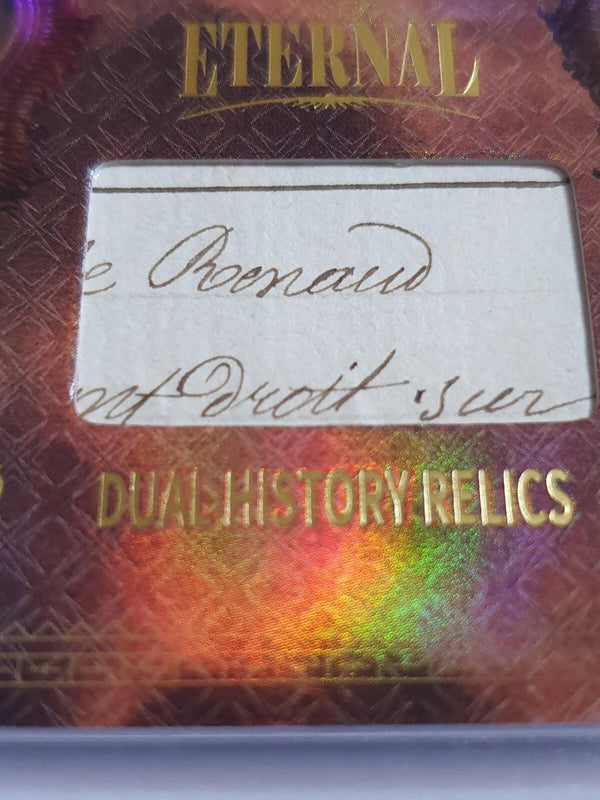 ETERNAL
e Renaud
nt droit sur
DUAL HISTORY RELICS